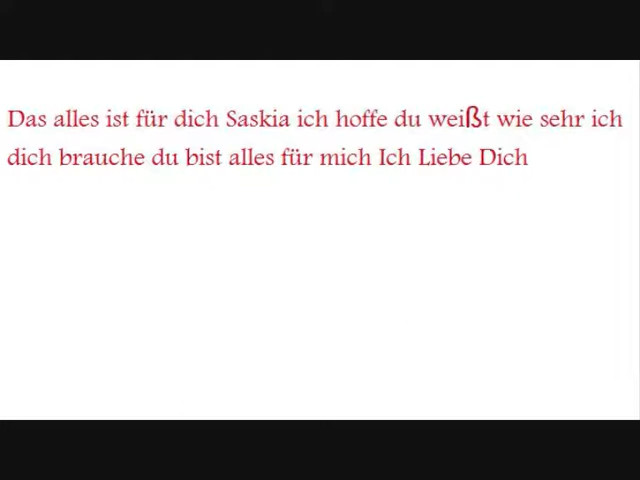 Das alles ist für dich Saskia ich hoffe du weißt wie sehr ich
dich brauche du bist alles für mich Ich Liebe Dich